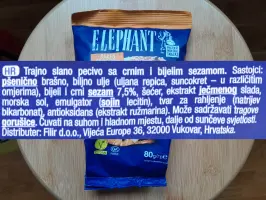 ELEPHANT
HR Trajno slano pecivo sa crnim i bijelim sezamom. Sastojci:
pšenično brašno, biljno ulje (uljana repica, suncokret – u različitim
omjerima), bijeli i crni sezam 7,5%, šećer, ekstrakt ječmenog slada,
morska sol, emulgator (sojin lecitin), tvar za rahljenje (natrijev
bikarbonat), antioksidans (ekstrakt ružmarina). Može sadržavati tragove
gorušice. Čuvati na suhom i hladnom mjestu, dalje od sunčeve svjetlosti.
Distributer: Filir d.o.o., Vijeća Europe 36, 32000 Vukovar, Hrvatska.
80g